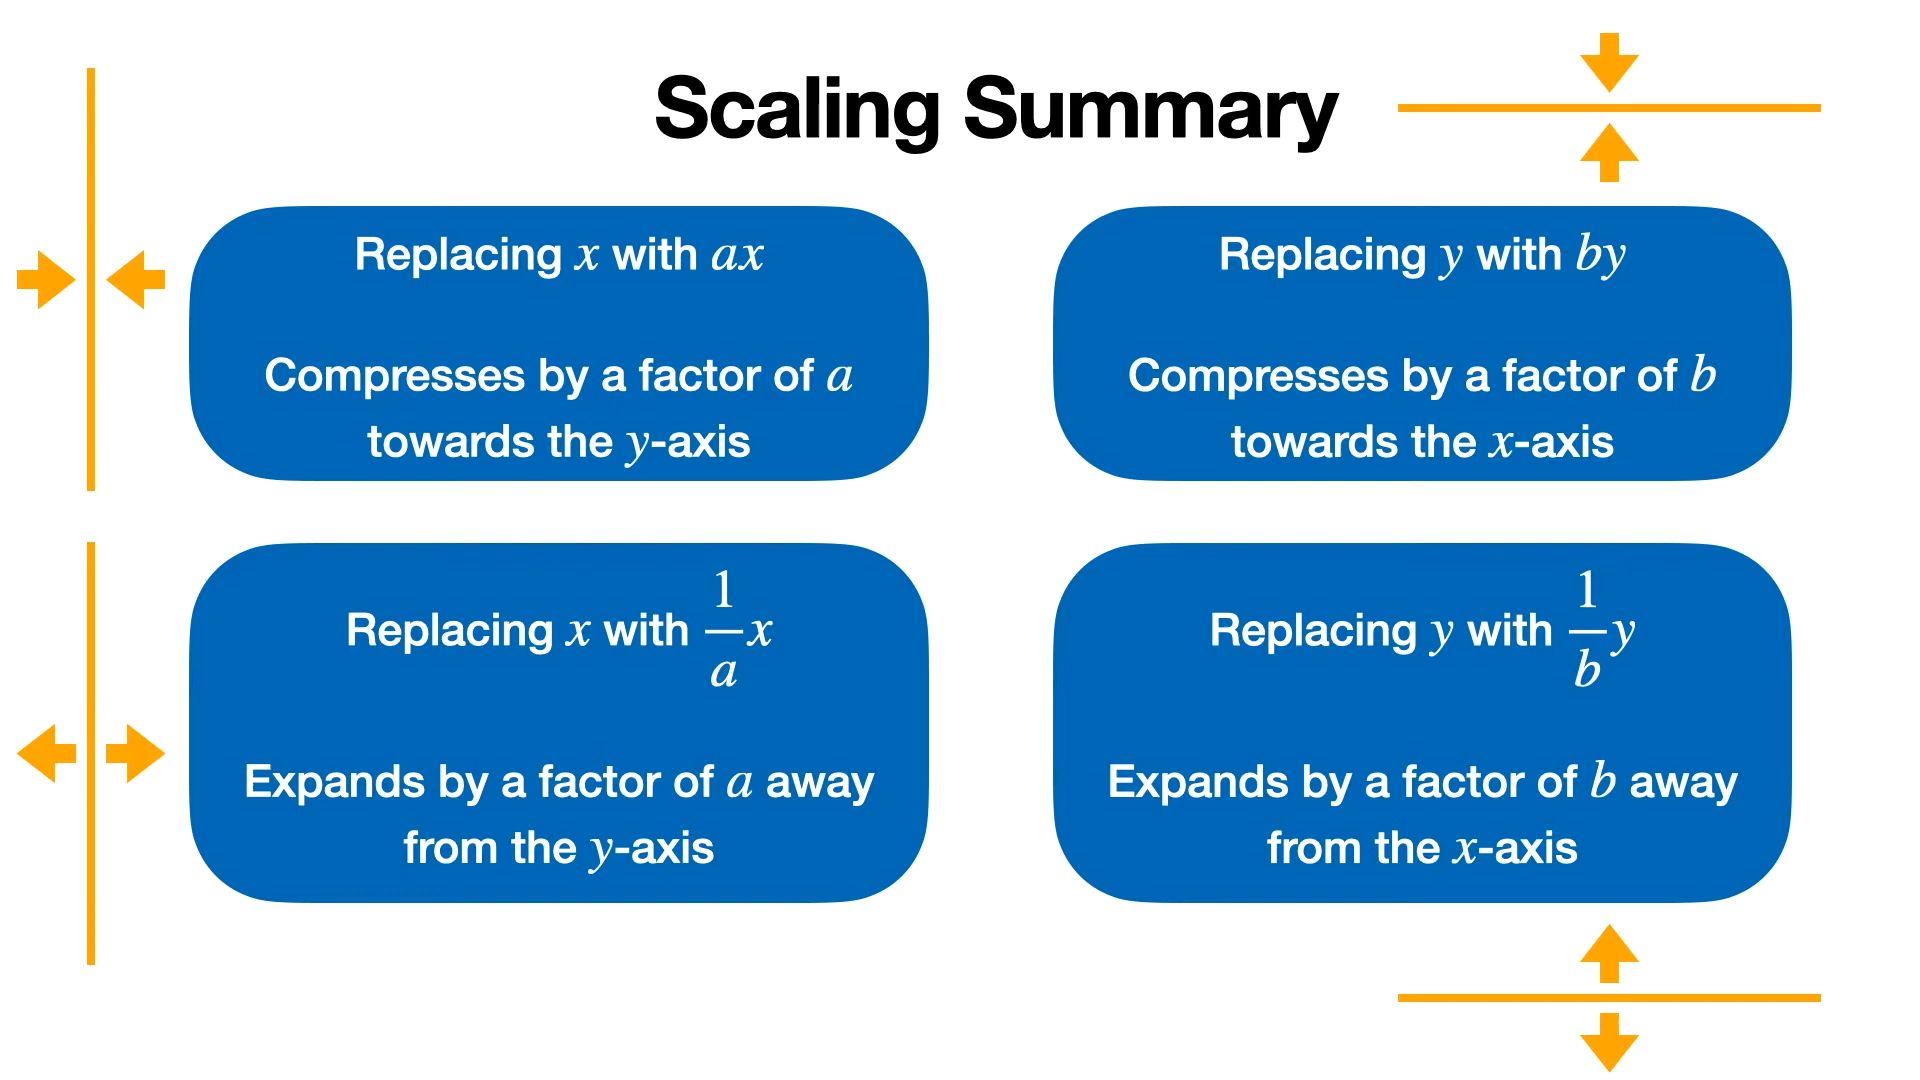 Scaling Summary
Replacing x with ax
Compresses by a factor of a
towards the y-axis
Replacing y with by
Compresses by a factor of b
towards the x-axis
Replacing x with \frac{1}{a}x
Expands by a factor of a away
from the y-axis
Replacing y with \frac{1}{b}y
Expands by a factor of b away
from the x-axis